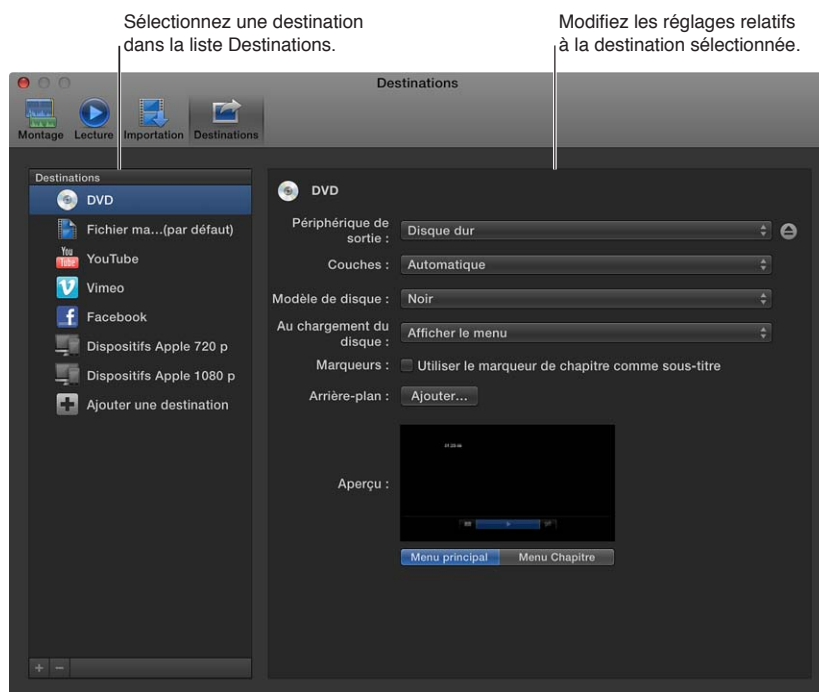 Sélectionnez une destination
dans la liste Destinations.
Modifiez les réglages relatifs
à la destination sélectionnée.
Destinations
Montage
Lecture
Importation
Destinations
Destinations
DVD
Fichier ma...(par défaut)
You
Tube
YouTube
Vimeo
Facebook
Dispositifs Apple 720 p
Dispositifs Apple 1080 p
Ajouter une destination
DVD
Périphérique de
sortie :
Disque dur
Couches :
Automatique
Modèle de disque :
Noir
Au chargement du
disque :
Afficher le menu
Marqueurs :
Utiliser le marqueur de chapitre comme sous-titre
Arrière-plan :
Ajouter...
Aperçu :
Menu principal
Menu Chapitre